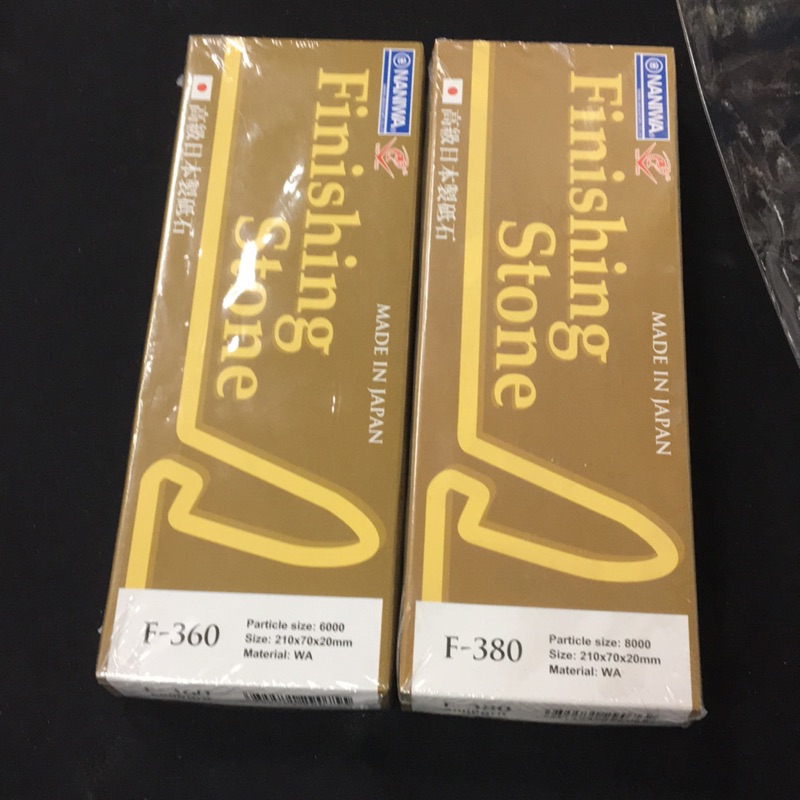 NANIWA
Finishing
Stone
高級日本製砥石
MADE IN JAPAN
F-360
Particle size: 6000
Size: 210x70x20mm
Material: WA
F-360
NANIWA
Finishing
Stone
高級日本製砥石
MADE IN JAPAN
F-380
Particle size: 8000
Size: 210x70x20mm
Material: WA
F-380